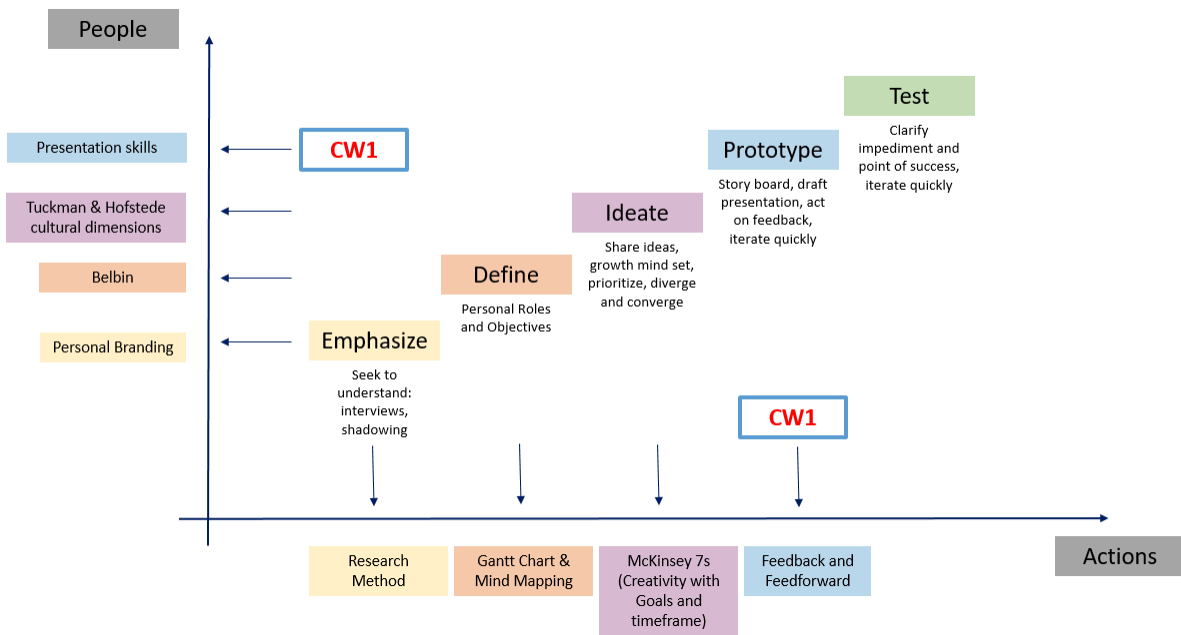 People
Test
Clarify
impediment and
point of success,
iterate quickly
Presentation skills
CW1
Prototype
Story board, draft
presentation, act
on feedback,
iterate quickly
Tuckman & Hofstede
cultural dimensions
Ideate
Share ideas,
growth mind set,
prioritize, diverge
and converge
Belbin
Define
Personal Roles
and Objectives
Personal Branding
Emphasize
Seek to
understand:
interviews,
shadowing
CW1
Research
Method
Gantt Chart &
Mind Mapping
McKinsey 7s
(Creativity with
Goals and
timeframe)
Feedback and
Feedforward
Actions